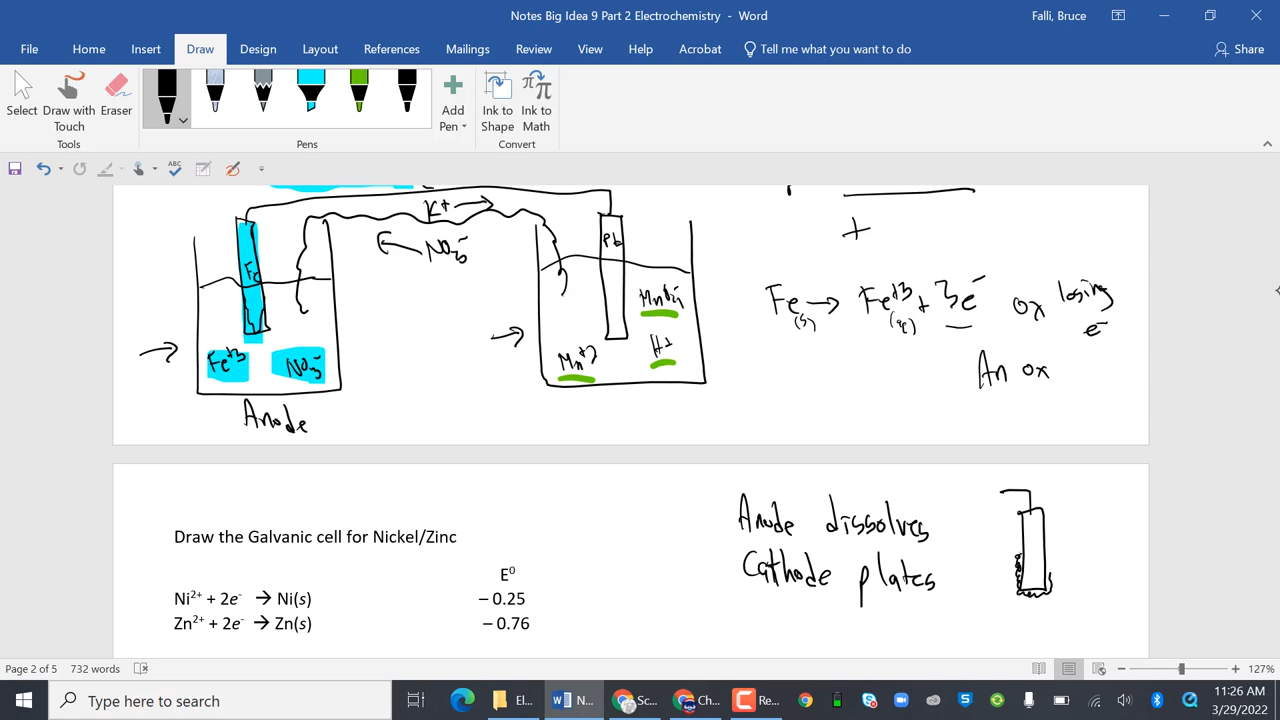 Notes Big Idea 9 Part 2 Electrochemistry - Word
Falli, Bruce
File Home Insert Draw Design Layout References Mailings Review View Help Acrobat Tell me what you want to do Share
Select
Draw with Touch
Eraser
Add Pen
Ink to Shape
Ink to Math
Tools
Pens
Convert
ABC
K+ →
← NO3-
Fe
Pb
MnO4-
H+
Mn+2
Fe+3
NO3-
Anode
+
Fe(s) → Fe+3(aq) + 3e- ox losing e-
An ox
Anode dissolves
Cathode plates
Draw the Galvanic cell for Nickel/Zinc
E⁰
Ni²⁺ + 2e⁻ → Ni(s) – 0.25
Zn²⁺ + 2e⁻ → Zn(s) – 0.76
Page 2 of 5 732 words 127%
Type here to search
El...
N...
Sc...
Ch...
Re...
11:26 AM
3/29/2022